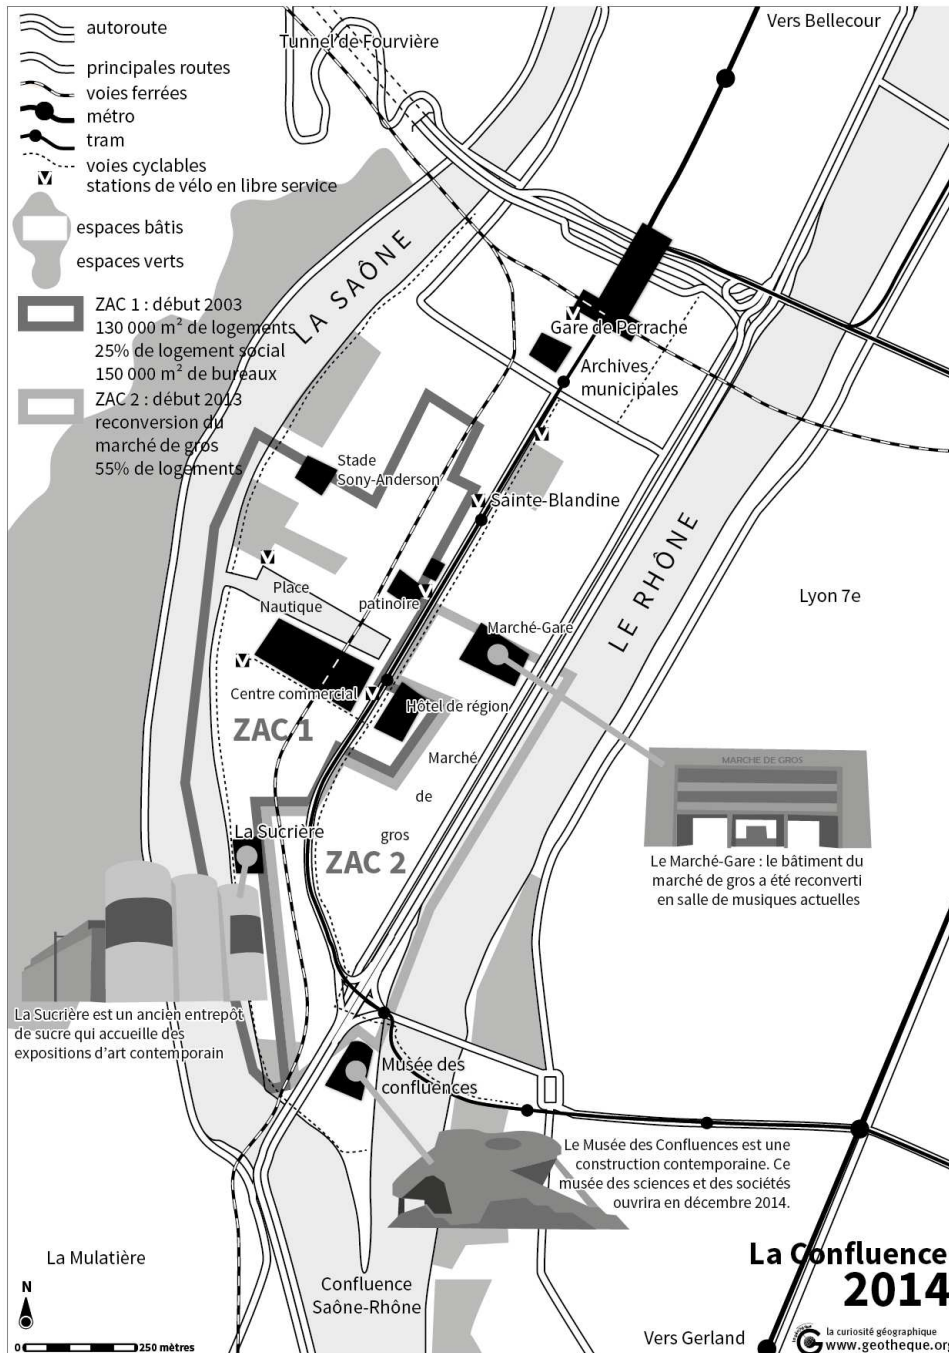 autoroute
principales routes
voies ferrées
métro
tram
voies cyclables
stations de vélo en libre service
espaces bâtis
espaces verts
ZAC 1 : début 2003
130 000 m² de logements
25% de logement social
150 000 m² de bureaux
ZAC 2 : début 2013
reconversion du
marché de gros
55% de logements
Vers Bellecour
Tunnel de Fourvière
LA SAÔNE
Gare de Perrache
Archives
municipales
Stade
Sony-Anderson
Sainte-Blandine
LE RHÔNE
Lyon 7e
Place
Nautique
patinoire
Marché-Gare
Centre commercial
Hôtel de région
ZAC 1
Marché
de
gros
ZAC 2
La Sucrière
MARCHE DE GROS
Le Marché-Gare : le bâtiment du
marché de gros a été reconverti
en salle de musiques actuelles
La Sucrière est un ancien entrepôt
de sucre qui accueille des
expositions d'art contemporain
Musée des
confluences
Le Musée des Confluences est une
construction contemporaine. Ce
musée des sciences et des sociétés
ouvrira en décembre 2014.
La Mulatière
Confluence
Saône-Rhône
Vers Gerland
La Confluence
2014
N
0 250 mètres
la curiosité géographique
www.geotheque.org